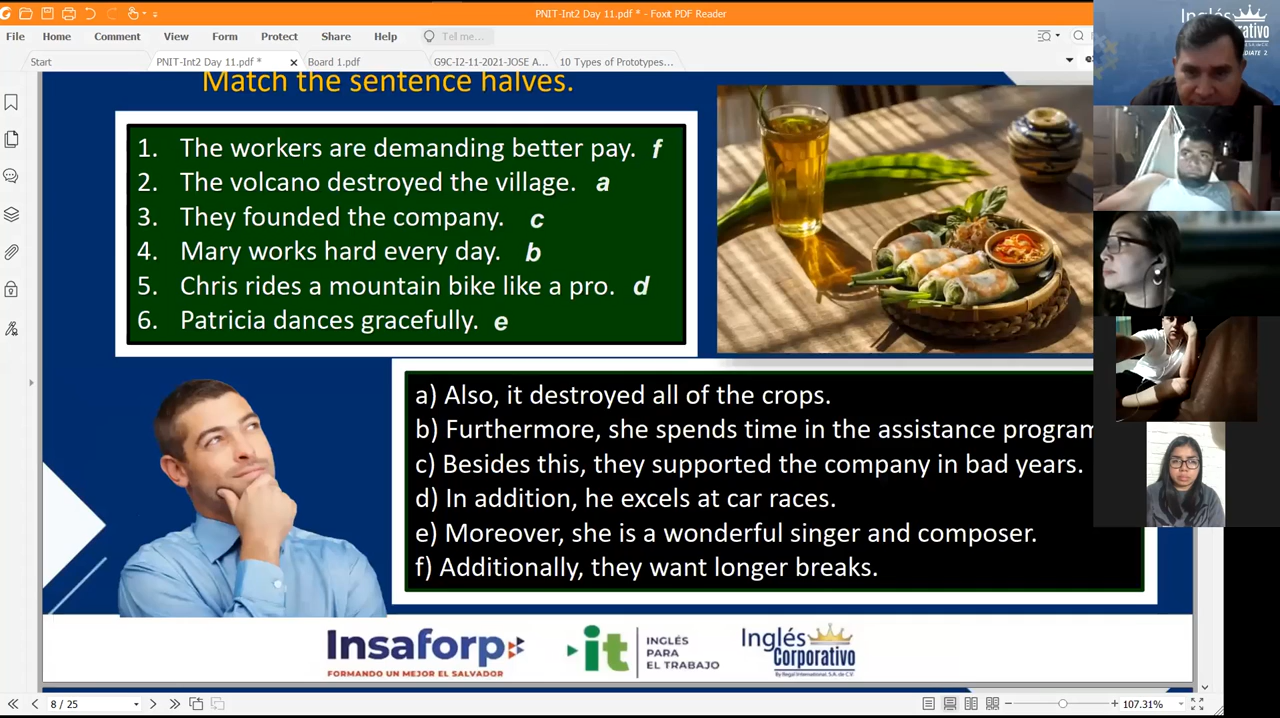 PNIT-Int2 Day 11.pdf * - Foxit PDF Reader
File Home Comment View Form Protect Share Help Tell me...
Start PNIT-Int2 Day 11.pdf * Board 1.pdf G9C-I2-11-2021-JOSE A... 10 Types of Prototypes...
Match the sentence halves.
1. The workers are demanding better pay. f
2. The volcano destroyed the village. a
3. They founded the company. c
4. Mary works hard every day. b
5. Chris rides a mountain bike like a pro. d
6. Patricia dances gracefully. e
a) Also, it destroyed all of the crops.
b) Furthermore, she spends time in the assistance program
c) Besides this, they supported the company in bad years.
d) In addition, he excels at car races.
e) Moreover, she is a wonderful singer and composer.
f) Additionally, they want longer breaks.
Insaforp
FORMANDO UN MEJOR EL SALVADOR
it
INGLÉS
PARA
EL TRABAJO
Inglés
Corporativo
By Regal International, S.A. de C.V.
8 / 25
107.31%